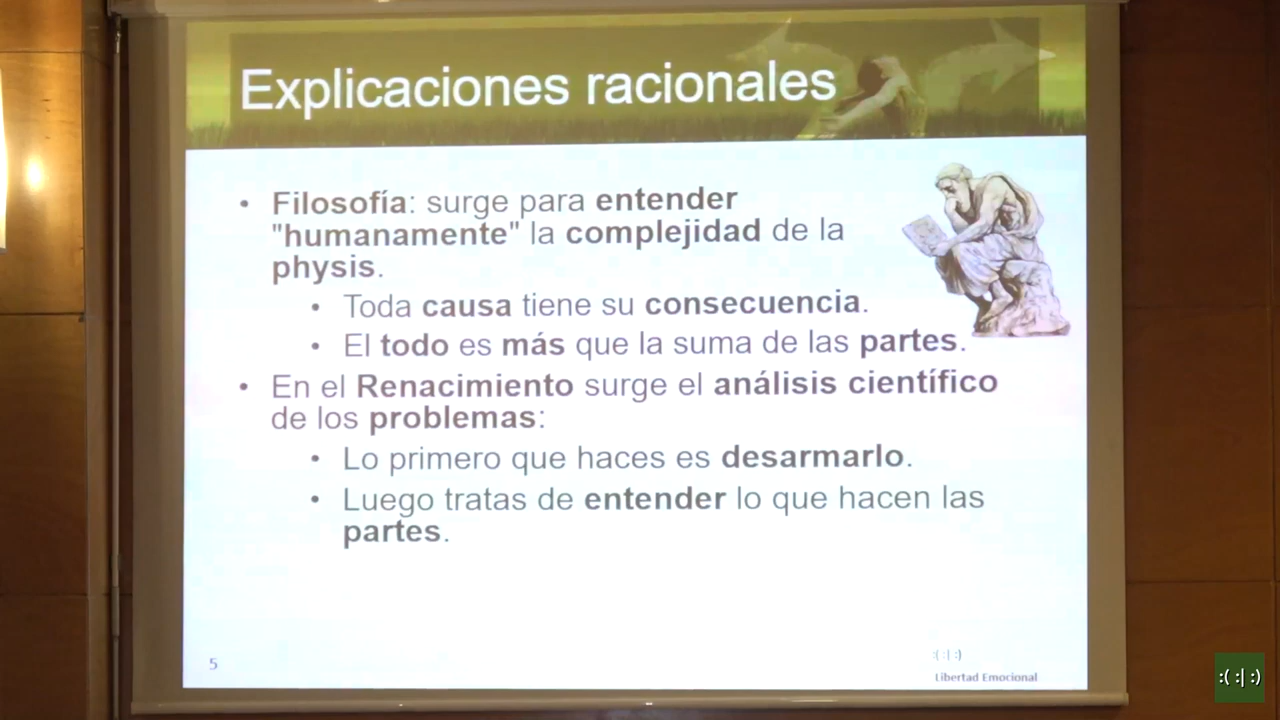 Explicaciones racionales
• Filosofía: surge para entender
"humanamente" la complejidad de la
physis.
• Toda causa tiene su consecuencia.
• El todo es más que la suma de las partes.
• En el Renacimiento surge el análisis científico
de los problemas:
• Lo primero que haces es desarmarlo.
• Luego tratas de entender lo que hacen las
partes.
5
:( :| :)
Libertad Emocional
:( :| :)